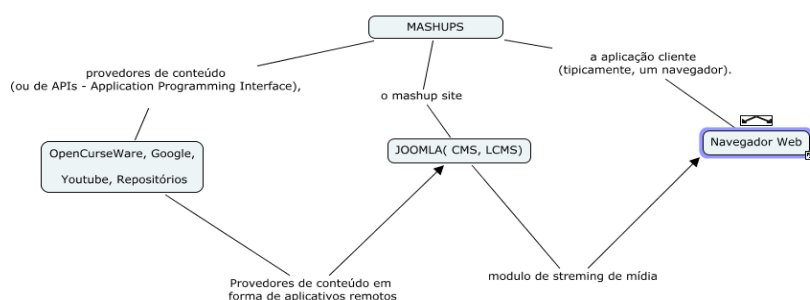 MASHUPS
provedores de conteúdo
(ou de APIs - Application Programming Interface),
a aplicação cliente
(tipicamente, um navegador).
o mashup site
OpenCurseWare, Google,
Youtube, Repositórios
JOOMLA( CMS, LCMS)
Navegador Web
Provedores de conteúdo em
forma de aplicativos remotos
modulo de streming de mídia